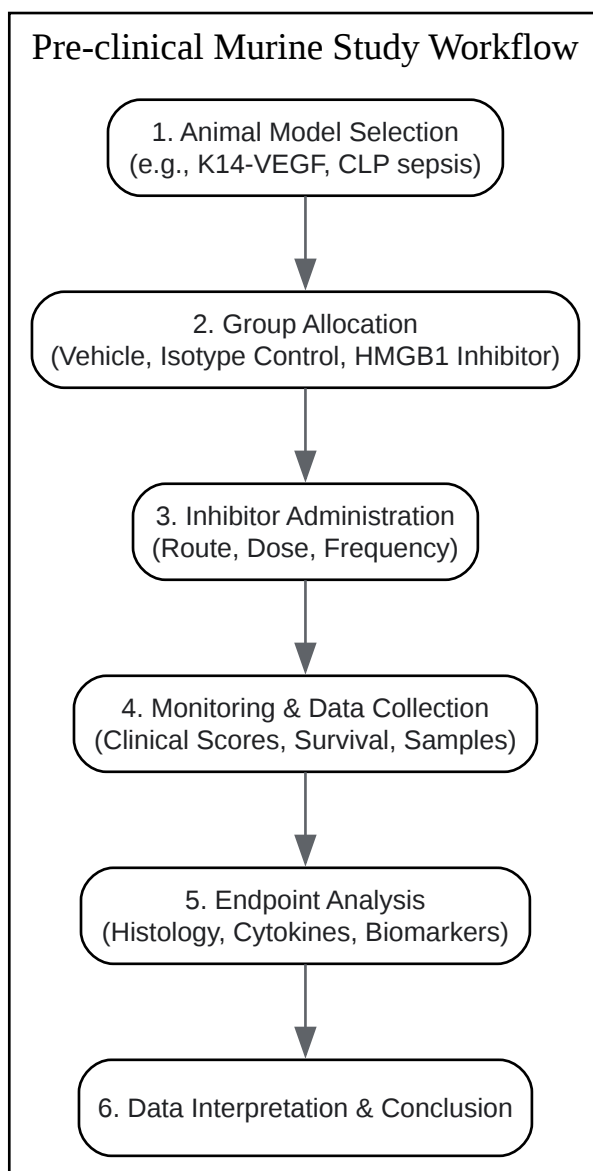 Pre-clinical Murine Study Workflow
1. Animal Model Selection
(e.g., K14-VEGF, CLP sepsis)
2. Group Allocation
(Vehicle, Isotype Control, HMGB1 Inhibitor)
3. Inhibitor Administration
(Route, Dose, Frequency)
4. Monitoring & Data Collection
(Clinical Scores, Survival, Samples)
5. Endpoint Analysis
(Histology, Cytokines, Biomarkers)
6. Data Interpretation & Conclusion